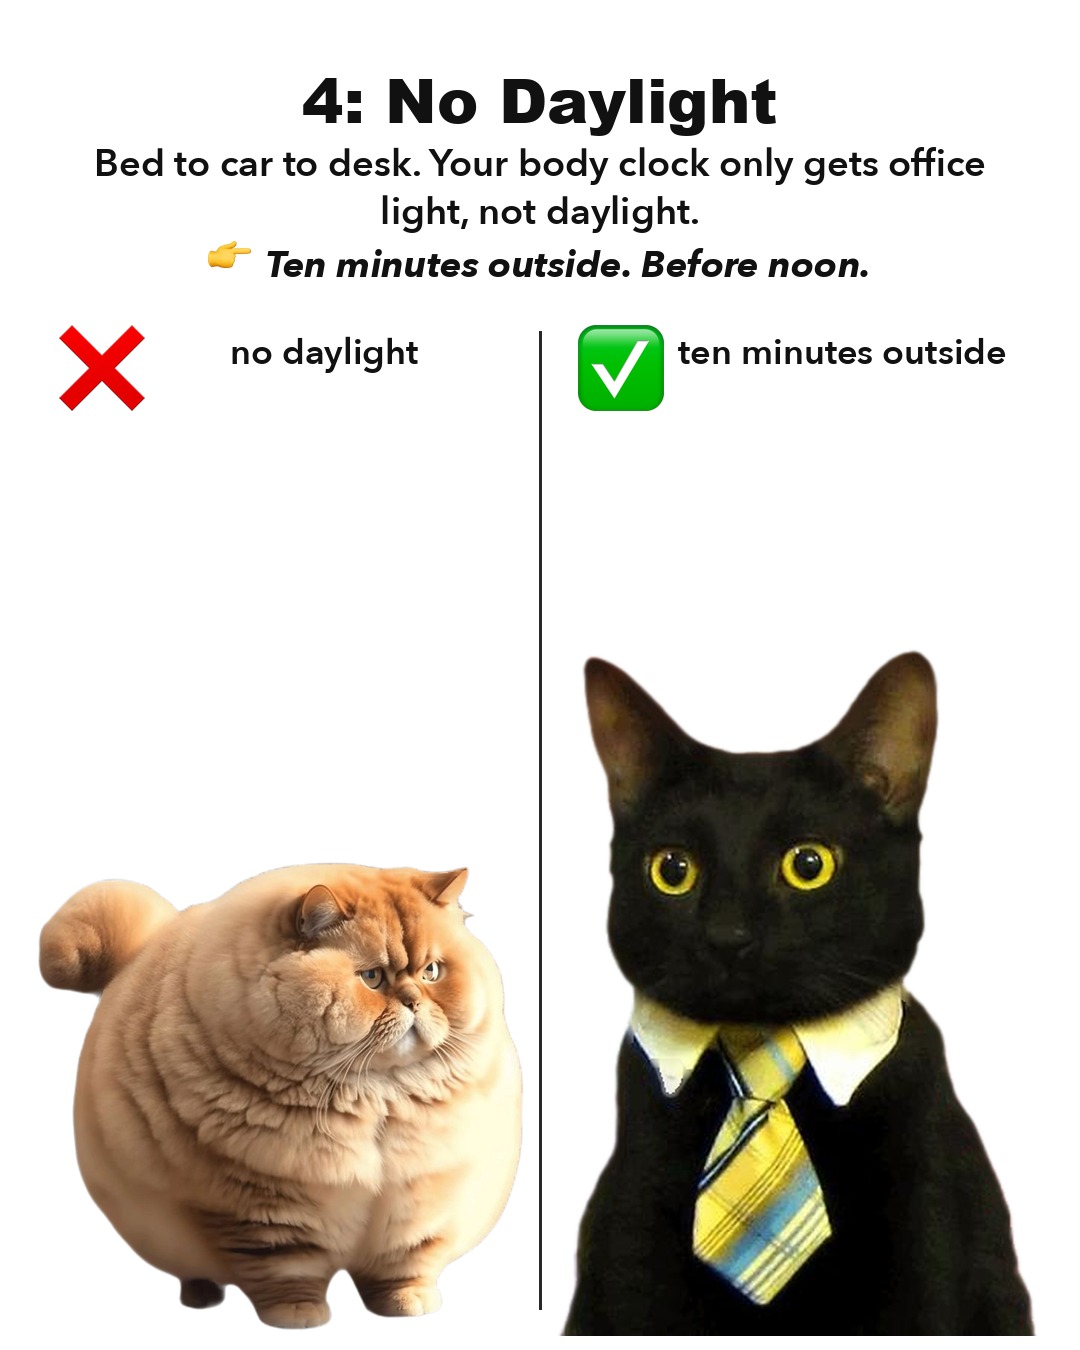 4: No Daylight
Bed to car to desk. Your body clock only gets office
light, not daylight.
👉 Ten minutes outside. Before noon.
no daylight
ten minutes outside